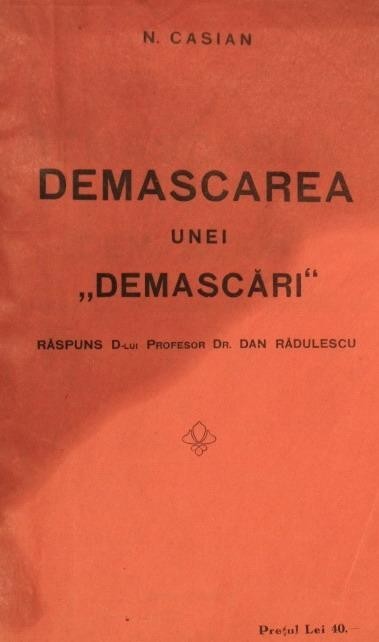 N. CASIAN
DEMASCAREA
UNEI
„DEMASCĂRI“
RĂSPUNS D-LUI PROFESOR DR. DAN RĂDULESCU
Prețul Lei 40.—